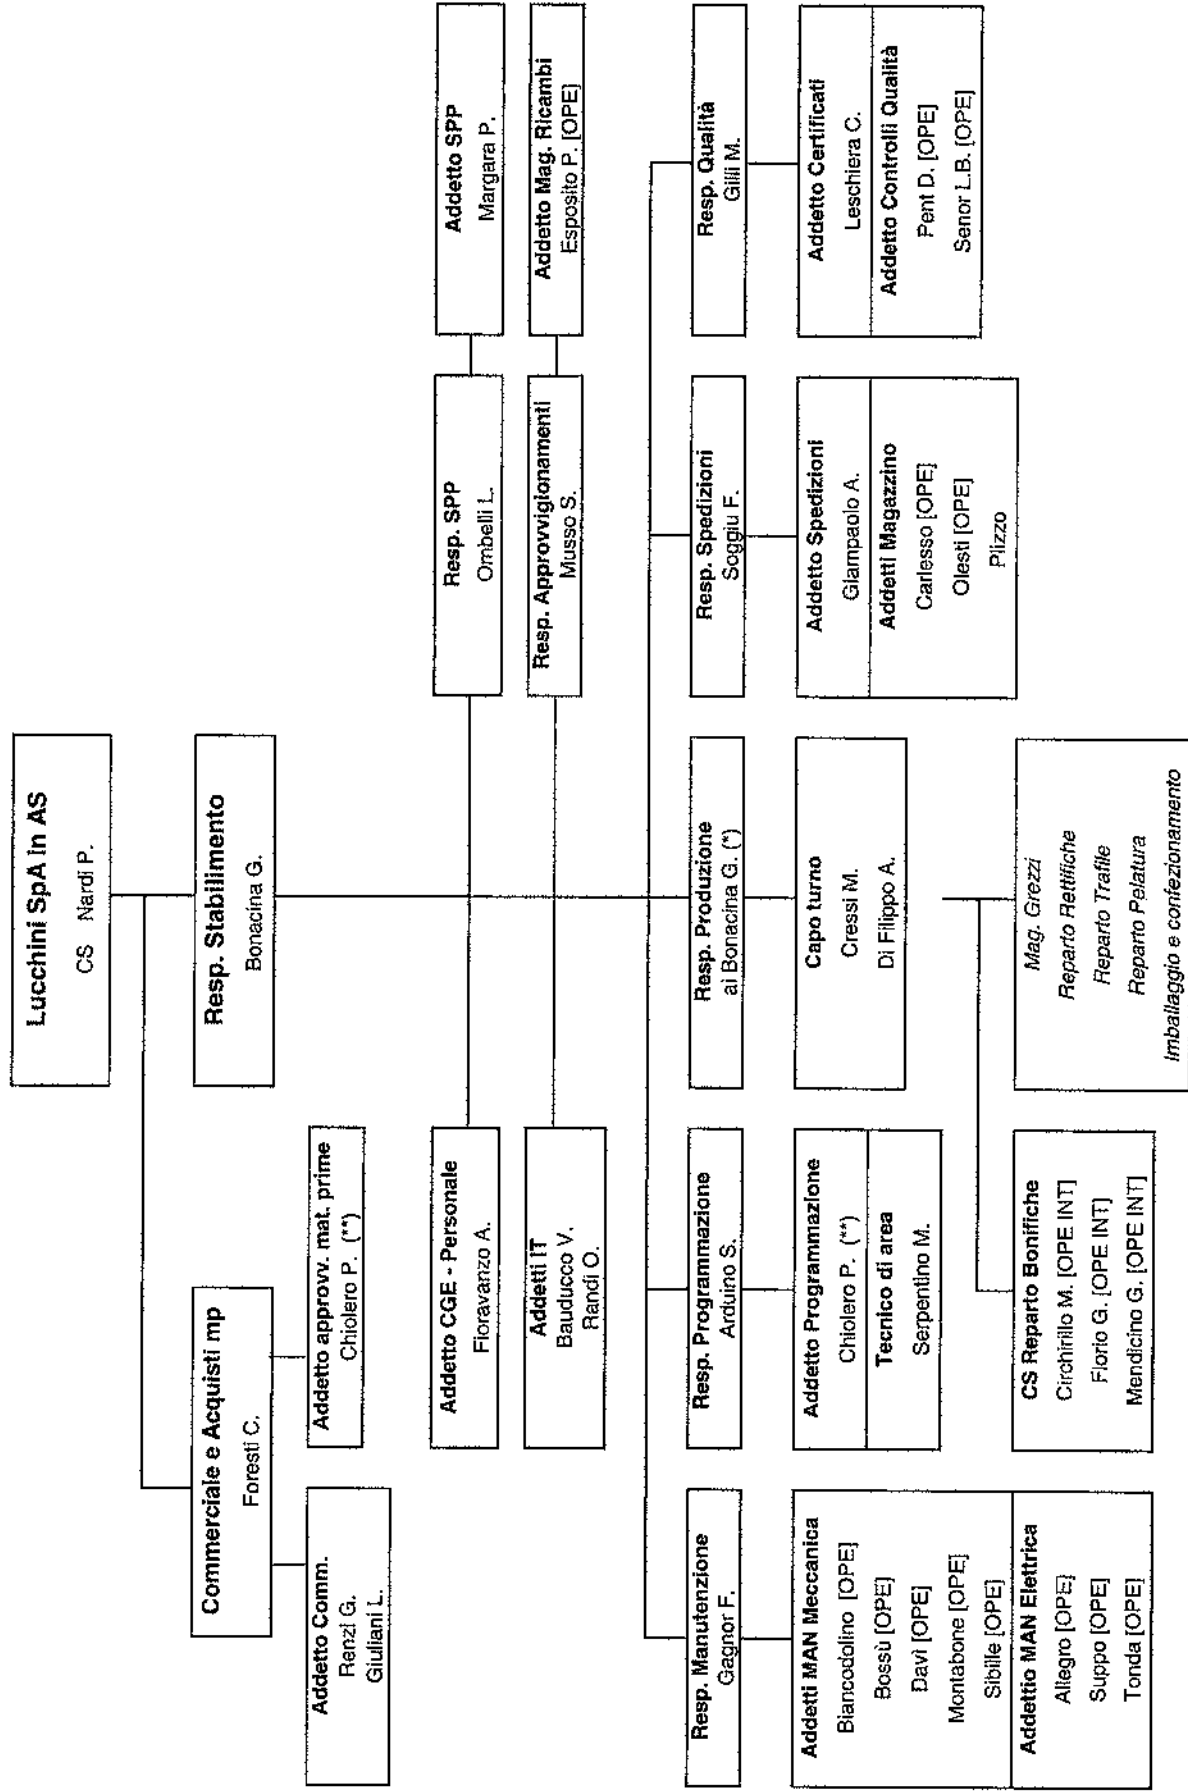 Lucchini SpA in AS
CS Nardi P.
Commerciale e Acquisti mp
Foresti C.
Resp. Stabilimento
Bonacina G.
Addetto Comm.
Renzi G.
Giuliani L.
Addetto approvv. mat. prime
Chiolero P. (**)
Addetto CGE - Personale
Fioravanzo A.
Resp. SPP
Ombelli L.
Addetto SPP
Margara P.
Addetti IT
Bauducco V.
Randi O.
Resp. Approvvigionamenti
Musso S.
Addetto Mag. Ricambi
Esposito P. [OPE]
Resp. Manutenzione
Gagnor F.
Resp. Programmazione
Arduino S.
Resp. Produzione
ai Bonacina G. (*)
Resp. Spedizioni
Soggiu F.
Resp. Qualità
Gilli M.
Addetti MAN Meccanica
Biancodolino [OPE]
Bossù [OPE]
Davì [OPE]
Montabone [OPE]
Sibille [OPE]
Addettio MAN Elettrica
Allegro [OPE]
Suppo [OPE]
Tonda [OPE]
Addetto Programmazione
Chiolero P. (**)
Tecnico di area
Serpentino M.
Capo turno
Cressi M.
Di Filippo A.
Addetto Spedizioni
Giampaolo A.
Addetti Magazzino
Carlesso [OPE]
Olesti [OPE]
Plizzo
Addetto Certificati
Leschiera C.
Addetto Controlli Qualità
Pent D. [OPE]
Senor L.B. [OPE]
CS Reparto Bonifiche
Circhirillo M. [OPE INT]
Florio G. [OPE INT]
Mendicino G. [OPE INT]
Mag. Grezzi
Reparto Rettifiche
Reparto Trafile
Reparto Pelatura
Imballaggio e confezionamento